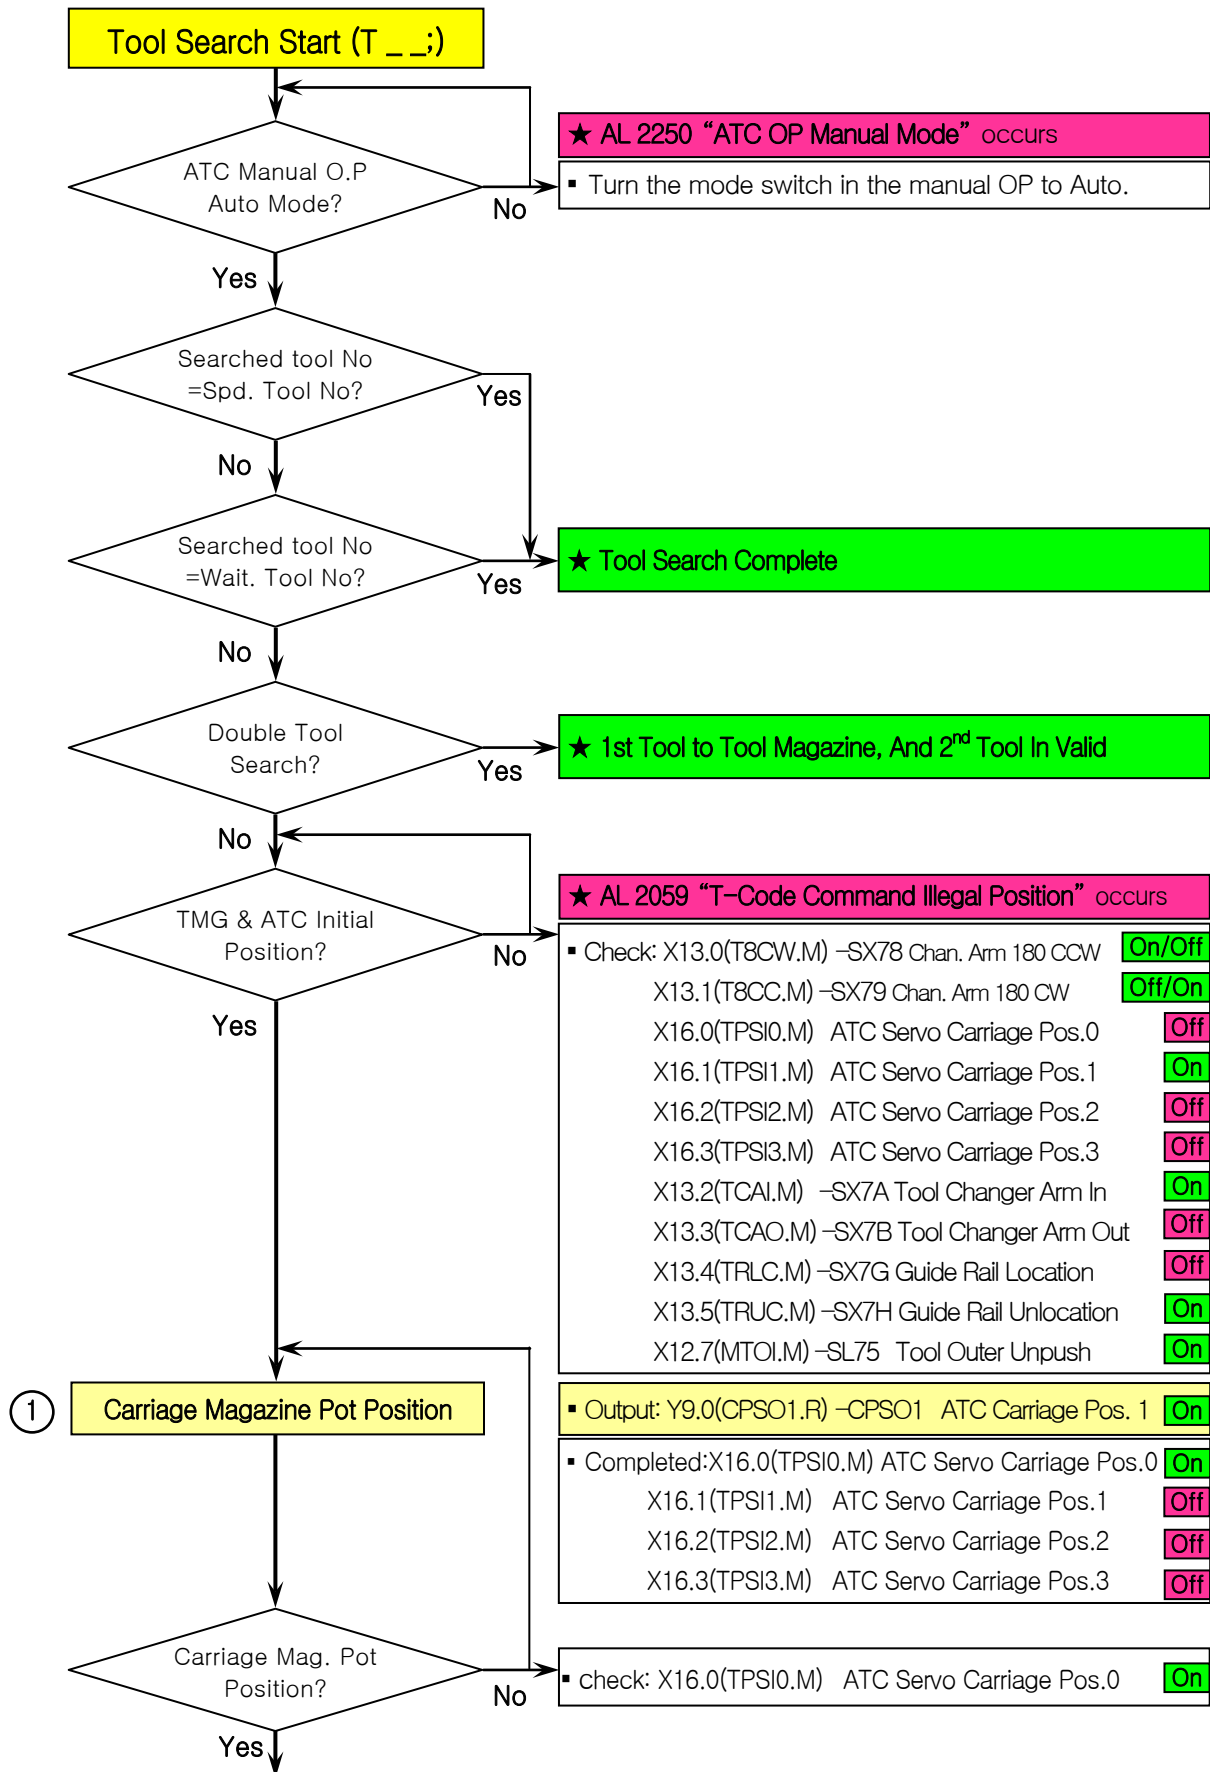 Tool Search Start (T _ _;)
ATC Manual O.P
Auto Mode?
No
★ AL 2250 “ATC OP Manual Mode” occurs
▪ Turn the mode switch in the manual OP to Auto.
Yes
Searched tool No
=Spd. Tool No?
Yes
No
Searched tool No
=Wait. Tool No?
Yes
★ Tool Search Complete
No
Double Tool
Search?
Yes
★ 1st Tool to Tool Magazine, And 2nd Tool In Valid
No
TMG & ATC Initial
Position?
No
★ AL 2059 “T-Code Command Illegal Position” occurs
▪ Check: X13.0(T8CW.M) -SX78 Chan. Arm 180 CCW On/Off
X13.1(T8CC.M) -SX79 Chan. Arm 180 CW Off/On
X16.0(TPSI0.M) ATC Servo Carriage Pos.0 Off
X16.1(TPSI1.M) ATC Servo Carriage Pos.1 On
X16.2(TPSI2.M) ATC Servo Carriage Pos.2 Off
X16.3(TPSI3.M) ATC Servo Carriage Pos.3 Off
X13.2(TCAI.M) -SX7A Tool Changer Arm In On
X13.3(TCAO.M) -SX7B Tool Changer Arm Out Off
X13.4(TRLC.M) -SX7G Guide Rail Location Off
X13.5(TRUC.M) -SX7H Guide Rail Unlocation On
X12.7(MTOI.M) -SL75 Tool Outer Unpush On
Yes
1
Carriage Magazine Pot Position
▪ Output: Y9.0(CPSO1.R) -CPSO1 ATC Carriage Pos. 1 On
▪ Completed:X16.0(TPSI0.M) ATC Servo Carriage Pos.0 On
X16.1(TPSI1.M) ATC Servo Carriage Pos.1 Off
X16.2(TPSI2.M) ATC Servo Carriage Pos.2 Off
X16.3(TPSI3.M) ATC Servo Carriage Pos.3 Off
Carriage Mag. Pot
Position?
No
▪ check: X16.0(TPSI0.M) ATC Servo Carriage Pos.0 On
Yes